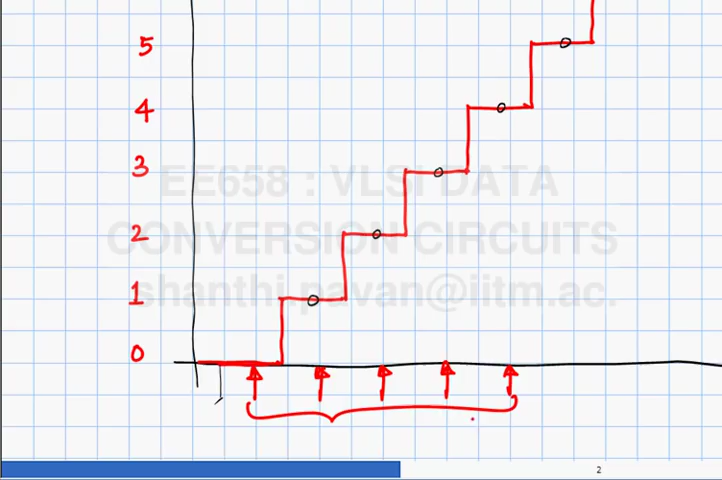 5
4
3
2
1
0
EE658 : VLSI DATA
CONVERSION CIRCUITS
shanthi.pavan@iitm.ac.
2